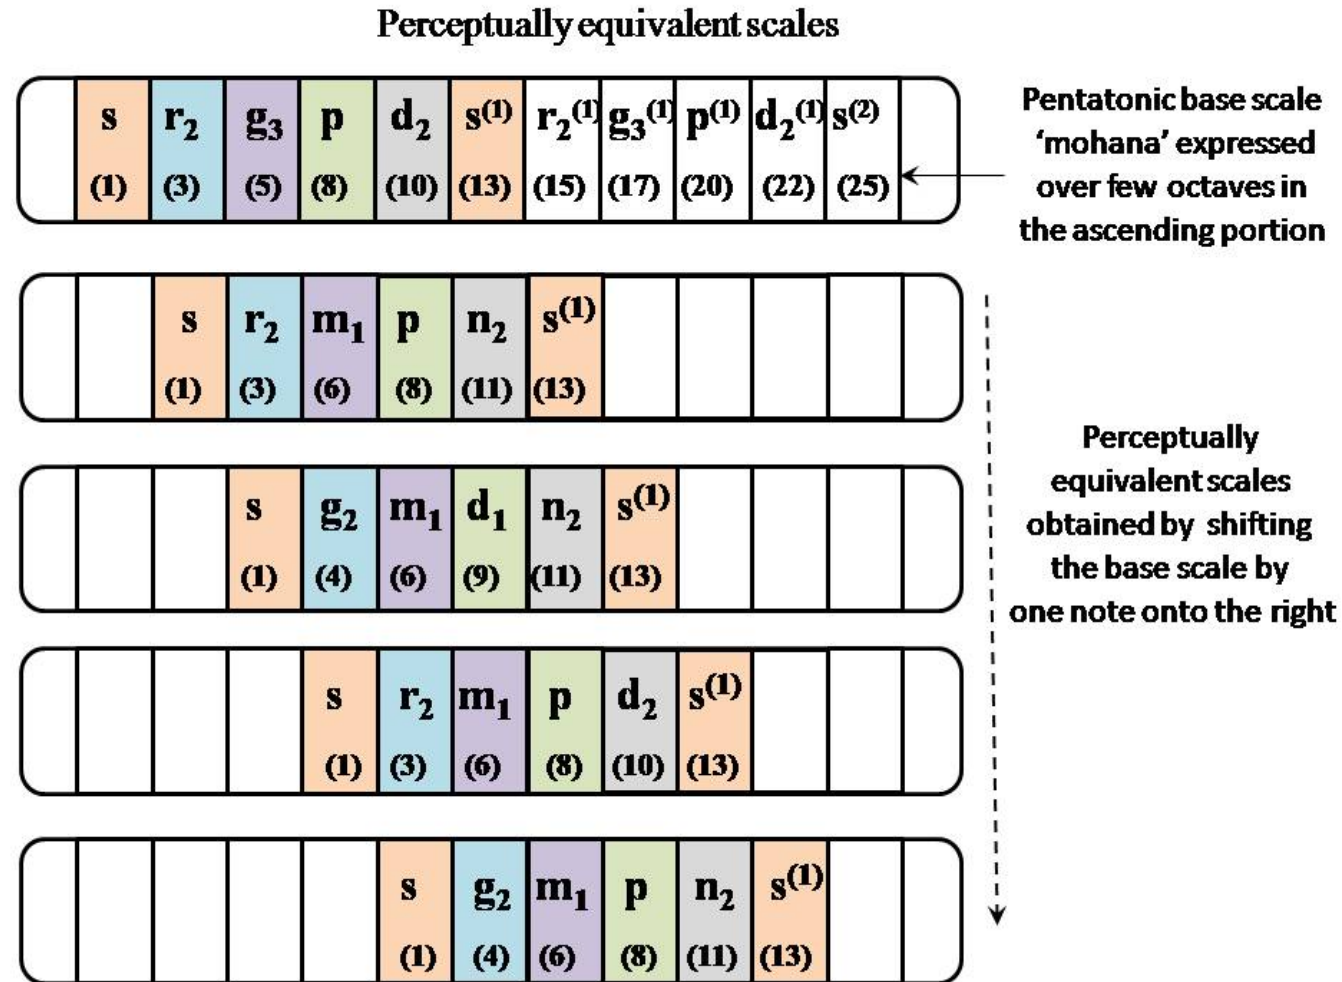 Perceptually equivalent scales
s r₂ g₃ p d₂ s⁽¹⁾ r₂⁽¹⁾ g₃⁽¹⁾ p⁽¹⁾ d₂⁽¹⁾ s⁽²⁾
(1) (3) (5) (8) (10) (13) (15) (17) (20) (22) (25)
Pentatonic base scale
‘mohana’ expressed
over few octaves in
the ascending portion
s r₂ m₁ p n₂ s⁽¹⁾
(1) (3) (6) (8) (11) (13)
s g₂ m₁ d₁ n₂ s⁽¹⁾
(1) (4) (6) (9) (11) (13)
s r₂ m₁ p d₂ s⁽¹⁾
(1) (3) (6) (8) (10) (13)
s g₂ m₁ p n₂ s⁽¹⁾
(1) (4) (6) (8) (11) (13)
Perceptually
equivalent scales
obtained by shifting
the base scale by
one note onto the right